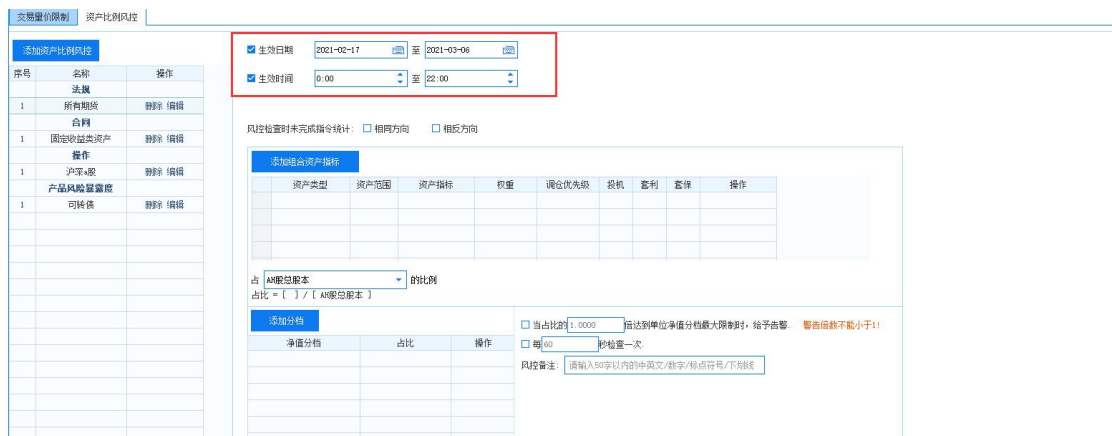 交易量价限制 资产比例风控
添加资产比例风控
序号 名称 操作
法规
1 所有期货 删除 编辑
合同
1 固定收益类资产 删除 编辑
操作
1 沪深a股 删除 编辑
产品风险暴露度
1 可转债 删除 编辑
生效日期 2021-02-17 至 2021-03-06
生效时间 0:00 至 22:00
风控检查时未完成指令统计: 相同方向 相反方向
添加组合资产指标
资产类型 资产范围 资产指标 权重 调仓优先级 投机 套利 套保 操作
占 AH股总股本 的比例
占比 = [ ] / [ AH股总股本 ]
添加分档
净值分档 占比 操作
当占比的 1.0000 倍达到单位净值分档最大限制时, 给予告警. 警告倍数不能小于1!
每 60 秒检查一次.
风控备注: 请输入50字以内的中英文/数字/标点符号/下划线